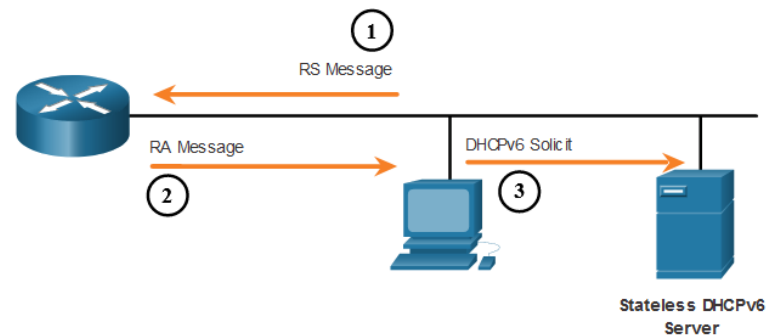 1
RS Message
RA Message
2
DHCPv6 Solicit
3
Stateless DHCPv6
Server